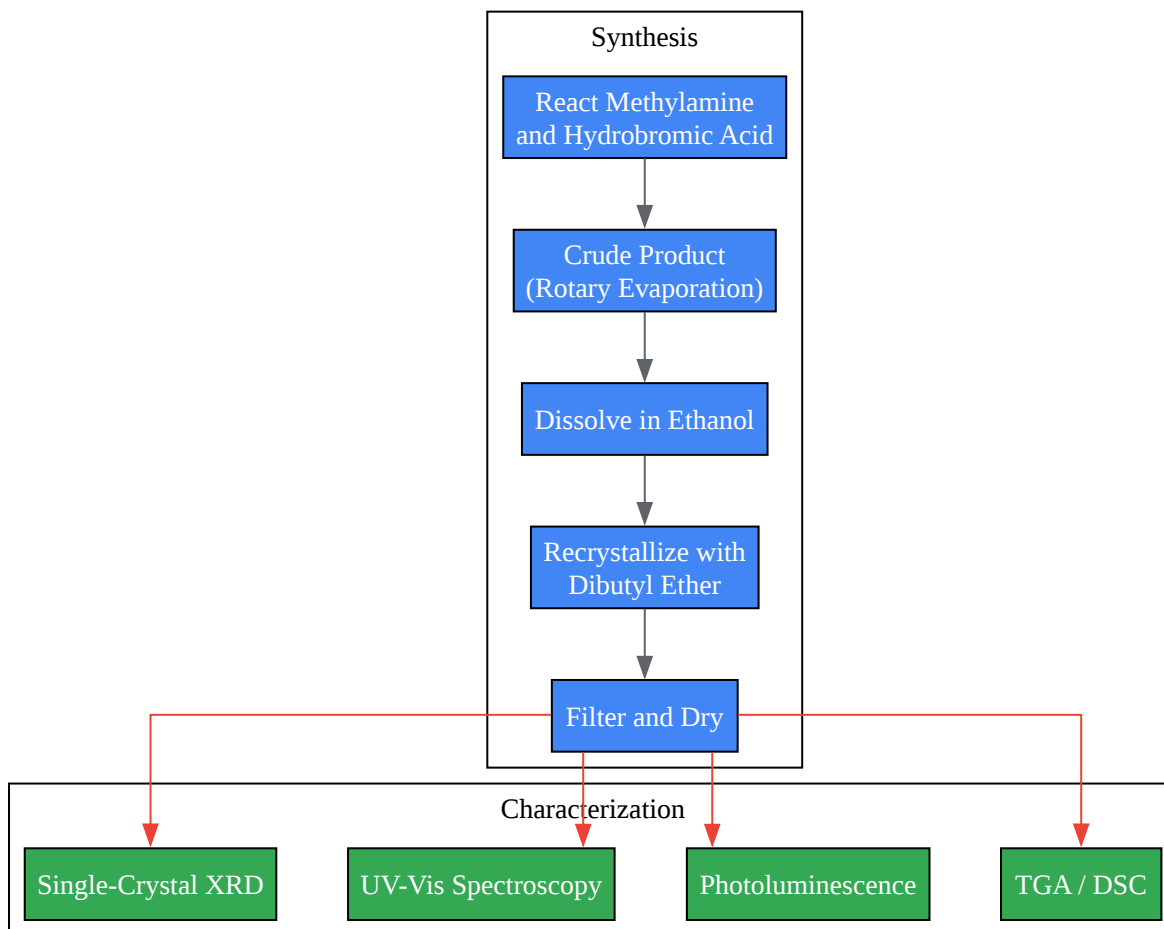 Synthesis
React Methylamine
and Hydrobromic Acid
Crude Product
(Rotary Evaporation)
Dissolve in Ethanol
Recrystallize with
Dibutyl Ether
Filter and Dry
Characterization
Single-Crystal XRD
UV-Vis Spectroscopy
Photoluminescence
TGA / DSC